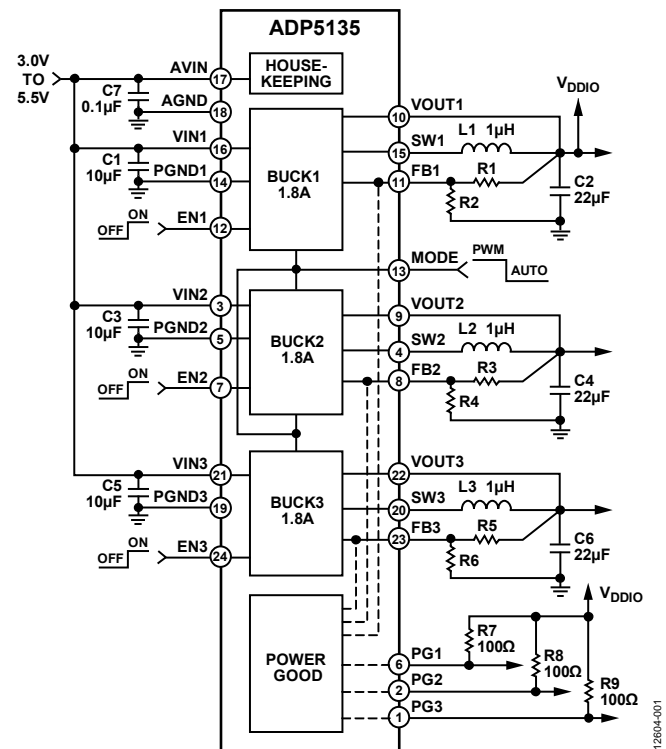 ADP5135
3.0V
TO
5.5V
AVIN
17
HOUSE-
KEEPING
C7
0.1µF
AGND
18
VOUT1
10
VDDIO
VIN1
16
SW1
15
L1 1µH
C1
10µF
PGND1
14
BUCK1
1.8A
FB1
11
R1
R2
C2
22µF
OFF
ON
EN1
12
MODE
13
PWM
AUTO
VIN2
3
VOUT2
9
C3
10µF
PGND2
5
BUCK2
1.8A
SW2
4
L2 1µH
OFF
ON
EN2
7
FB2
8
R3
R4
C4
22µF
VIN3
21
VOUT3
22
C5
10µF
PGND3
19
BUCK3
1.8A
SW3
20
L3 1µH
OFF
ON
EN3
24
FB3
23
R5
R6
C6
22µF
VDDIO
POWER
GOOD
R7
100Ω
R8
100Ω
R9
100Ω
PG1
6
PG2
2
PG3
1
12604-001